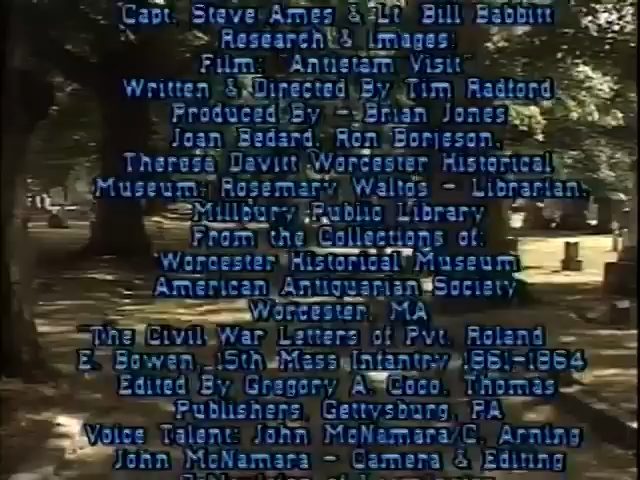 Capt. Steve Ames & Lt. Bill Babbitt
Research & Images:
Film: "Antietam Visit"
Written & Directed By Tim Radford
Produced By - Brian Jones
Joan Bedard, Ron Borjeson,
Theresa Davitt Worcester Historical
Museum; Rosemary Waltos - Librarian,
Millbury Public Library
From the Collections of:
Worcester Historical Museum
American Antiquarian Society
Worcester, MA
"The Civil War Letters of Pvt. Roland
E. Bowen, 15th Mass Infantry 1861-1864
Edited By Gregory A. Coco, Thomas
Publishers, Gettysburg, PA
Voice Talent: John McNamara/C. Arning
John McNamara - Camera & Editing